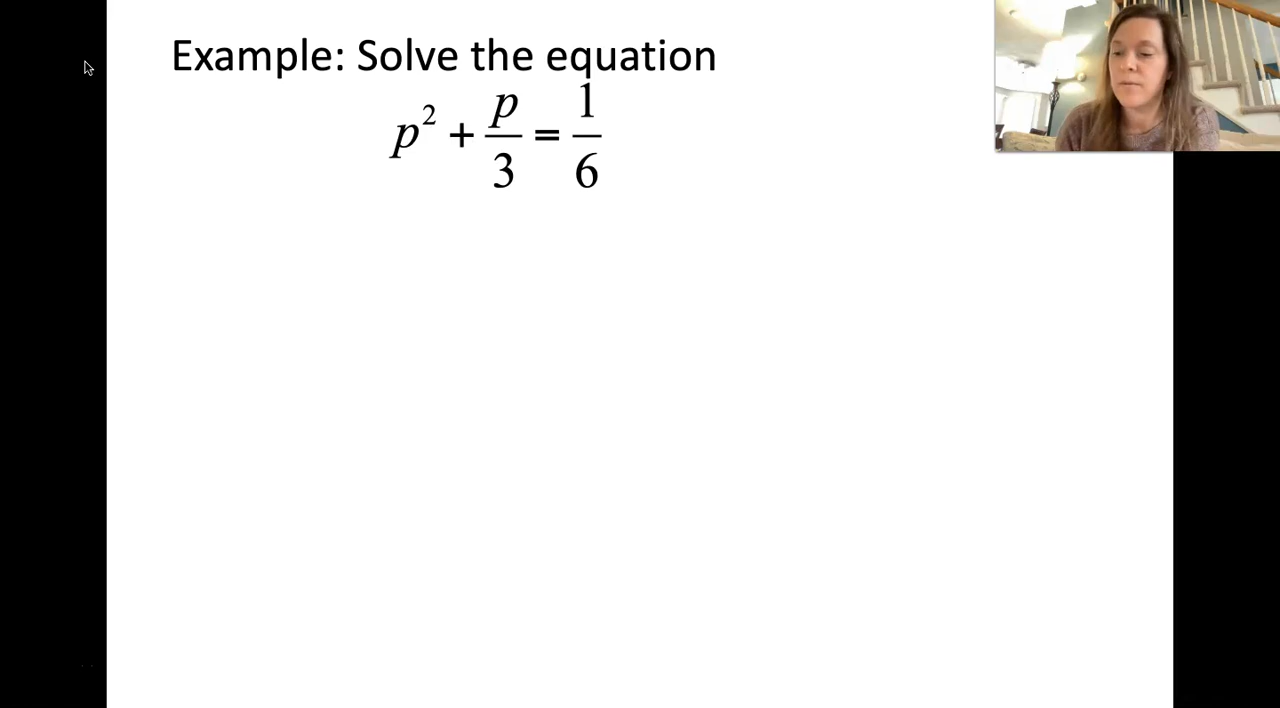 Example: Solve the equation
p² + p/3 = 1/6